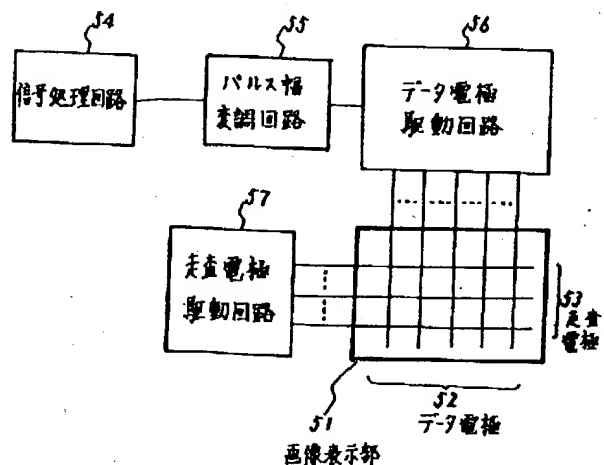 54
55
56
信号処理回路
パルス幅
変調回路
データ電極
駆動回路
57
走査電極
駆動回路
53
走査
電極
52
データ電極
51
画像表示部